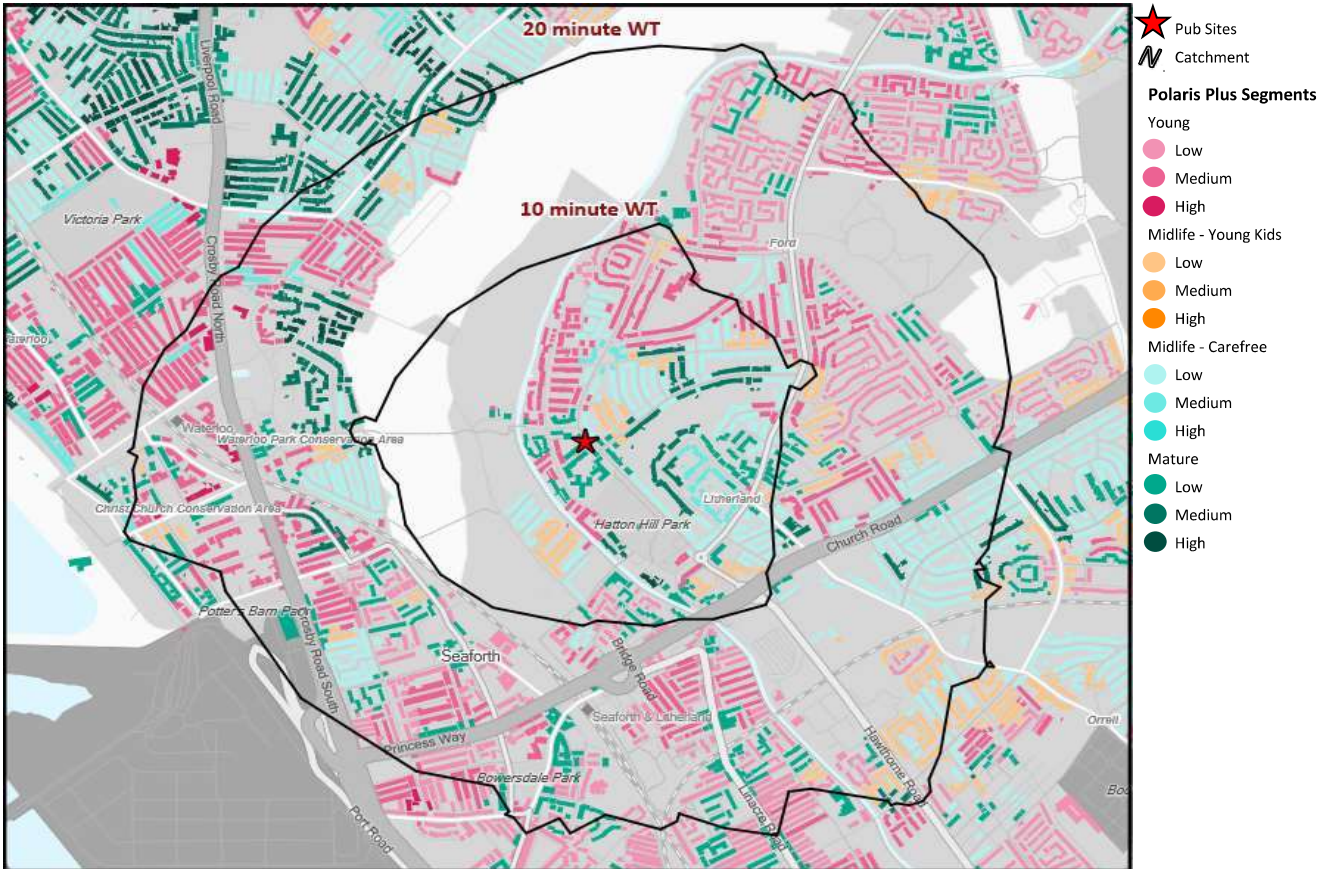 20 minute WT
Liverpool Road
10 minute WT
Victoria Park
Crosby Road North
Ford
Waterloo
Waterloo Park Conservation Area
Christ Church Conservation Area
Litherland
Hatton Hill Park
Church Road
Potter's Barn Park
Crosby Road South
Seaforth
Bridge Road
Seaforth & Litherland
Princess Way
Bowersdale Park
Hawthorne Road
Linacre Road
Port Road
Orrell
Pub Sites
Catchment
Polaris Plus Segments
Young
Low
Medium
High
Midlife - Young Kids
Low
Medium
High
Midlife - Carefree
Low
Medium
High
Mature
Low
Medium
High